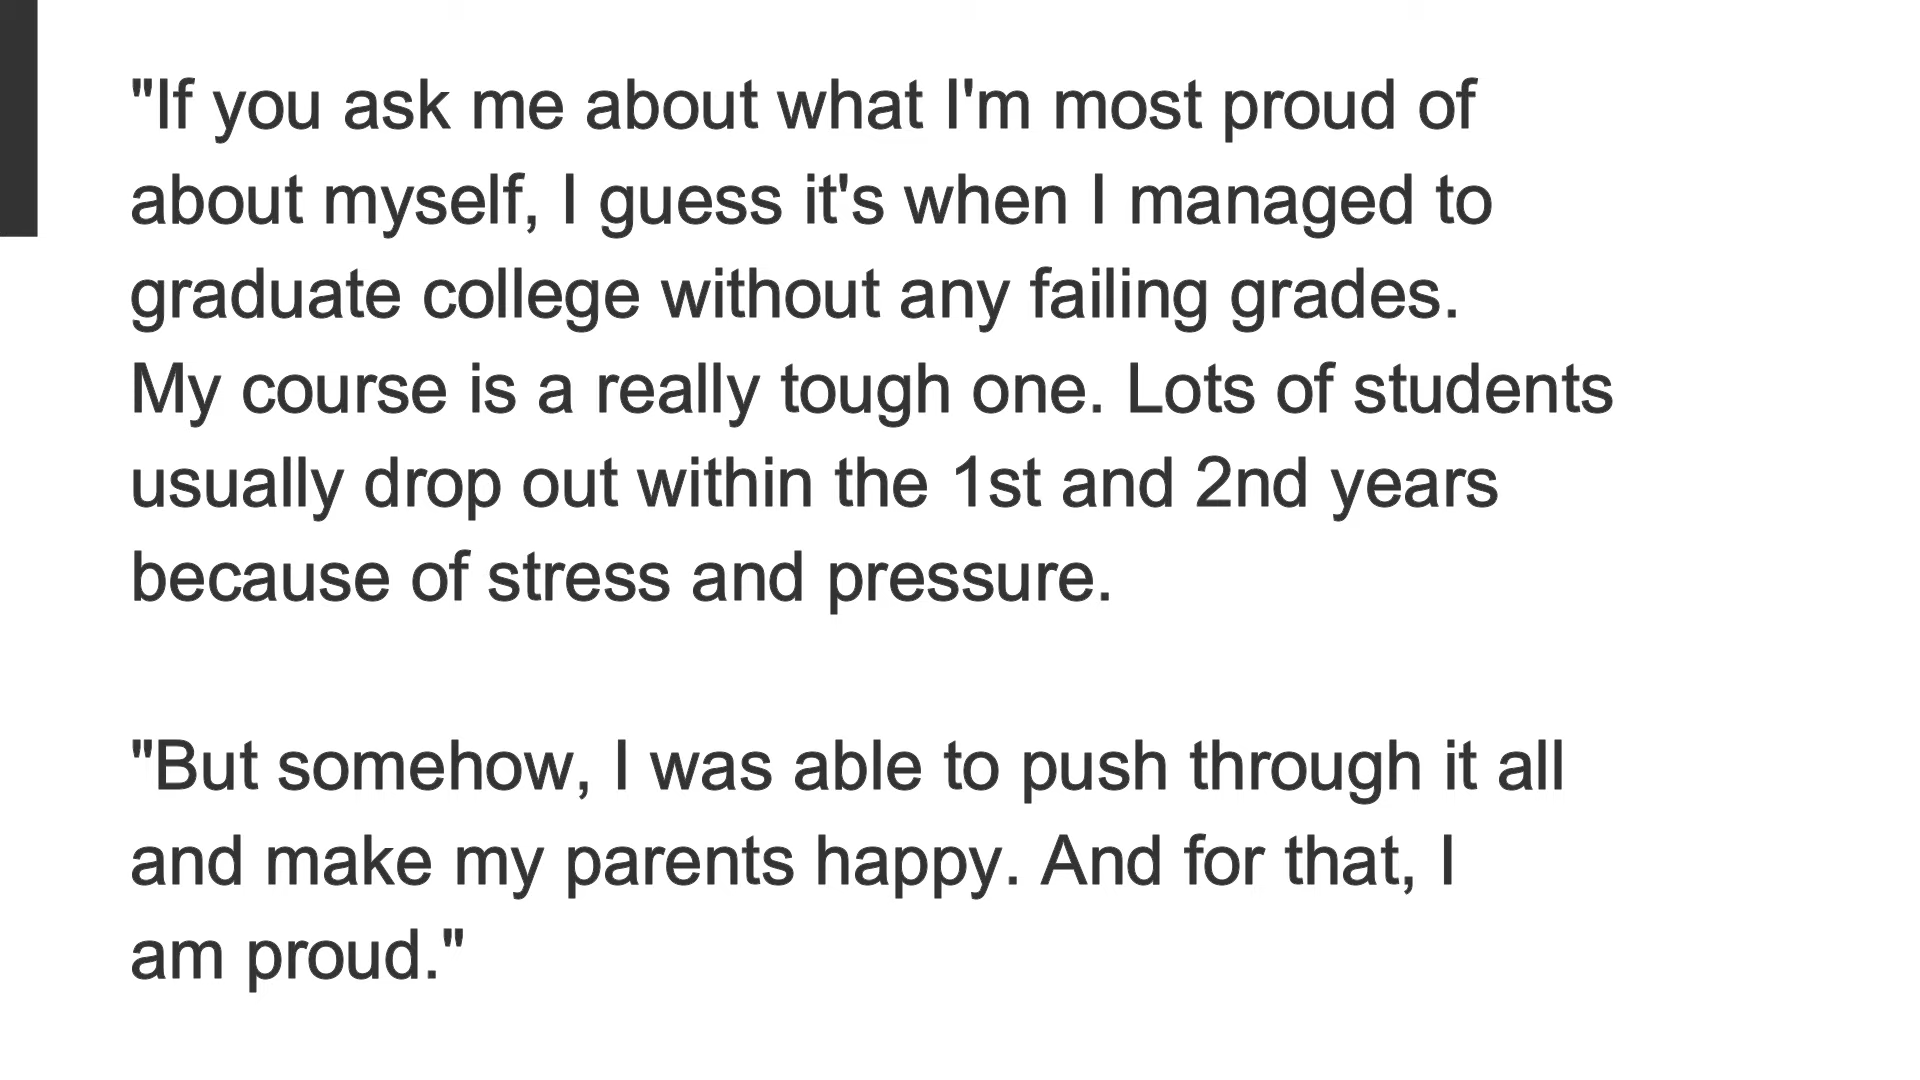 "If you ask me about what I'm most proud of
about myself, I guess it's when I managed to
graduate college without any failing grades.
My course is a really tough one. Lots of students
usually drop out within the 1st and 2nd years
because of stress and pressure.
"But somehow, I was able to push through it all
and make my parents happy. And for that, I
am proud."